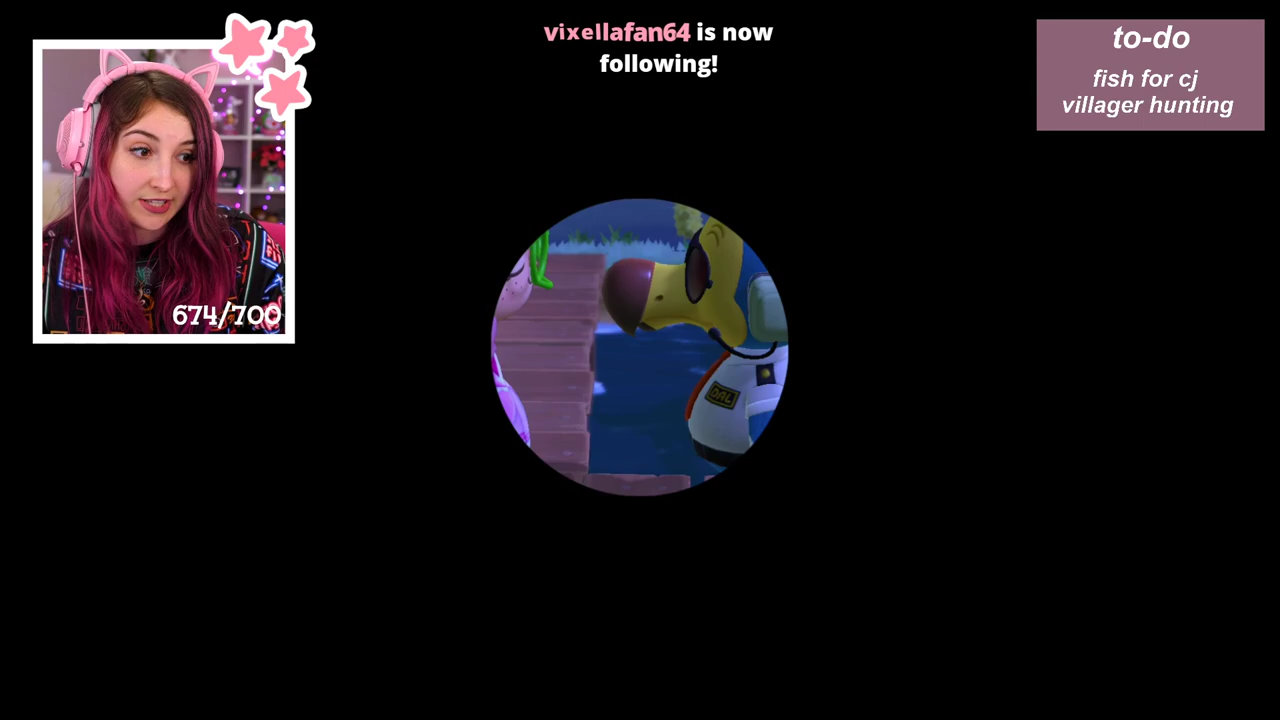 vixellafan64 is now
following!
to-do
fish for cj
villager hunting
674/700
DAL